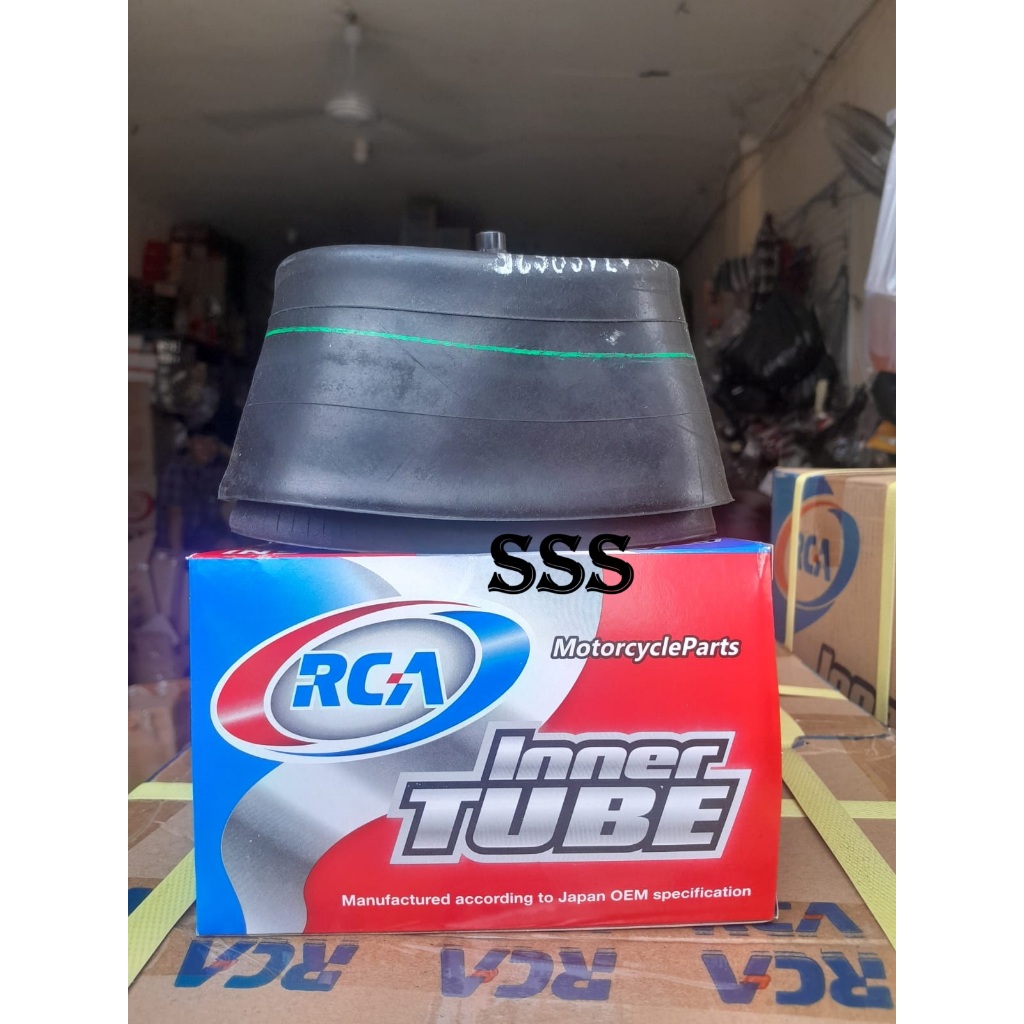 SSS
RCA
MotorcycleParts
Inner
TUBE
Manufactured according to Japan OEM specification
RCA
RCA
RCA
RCA